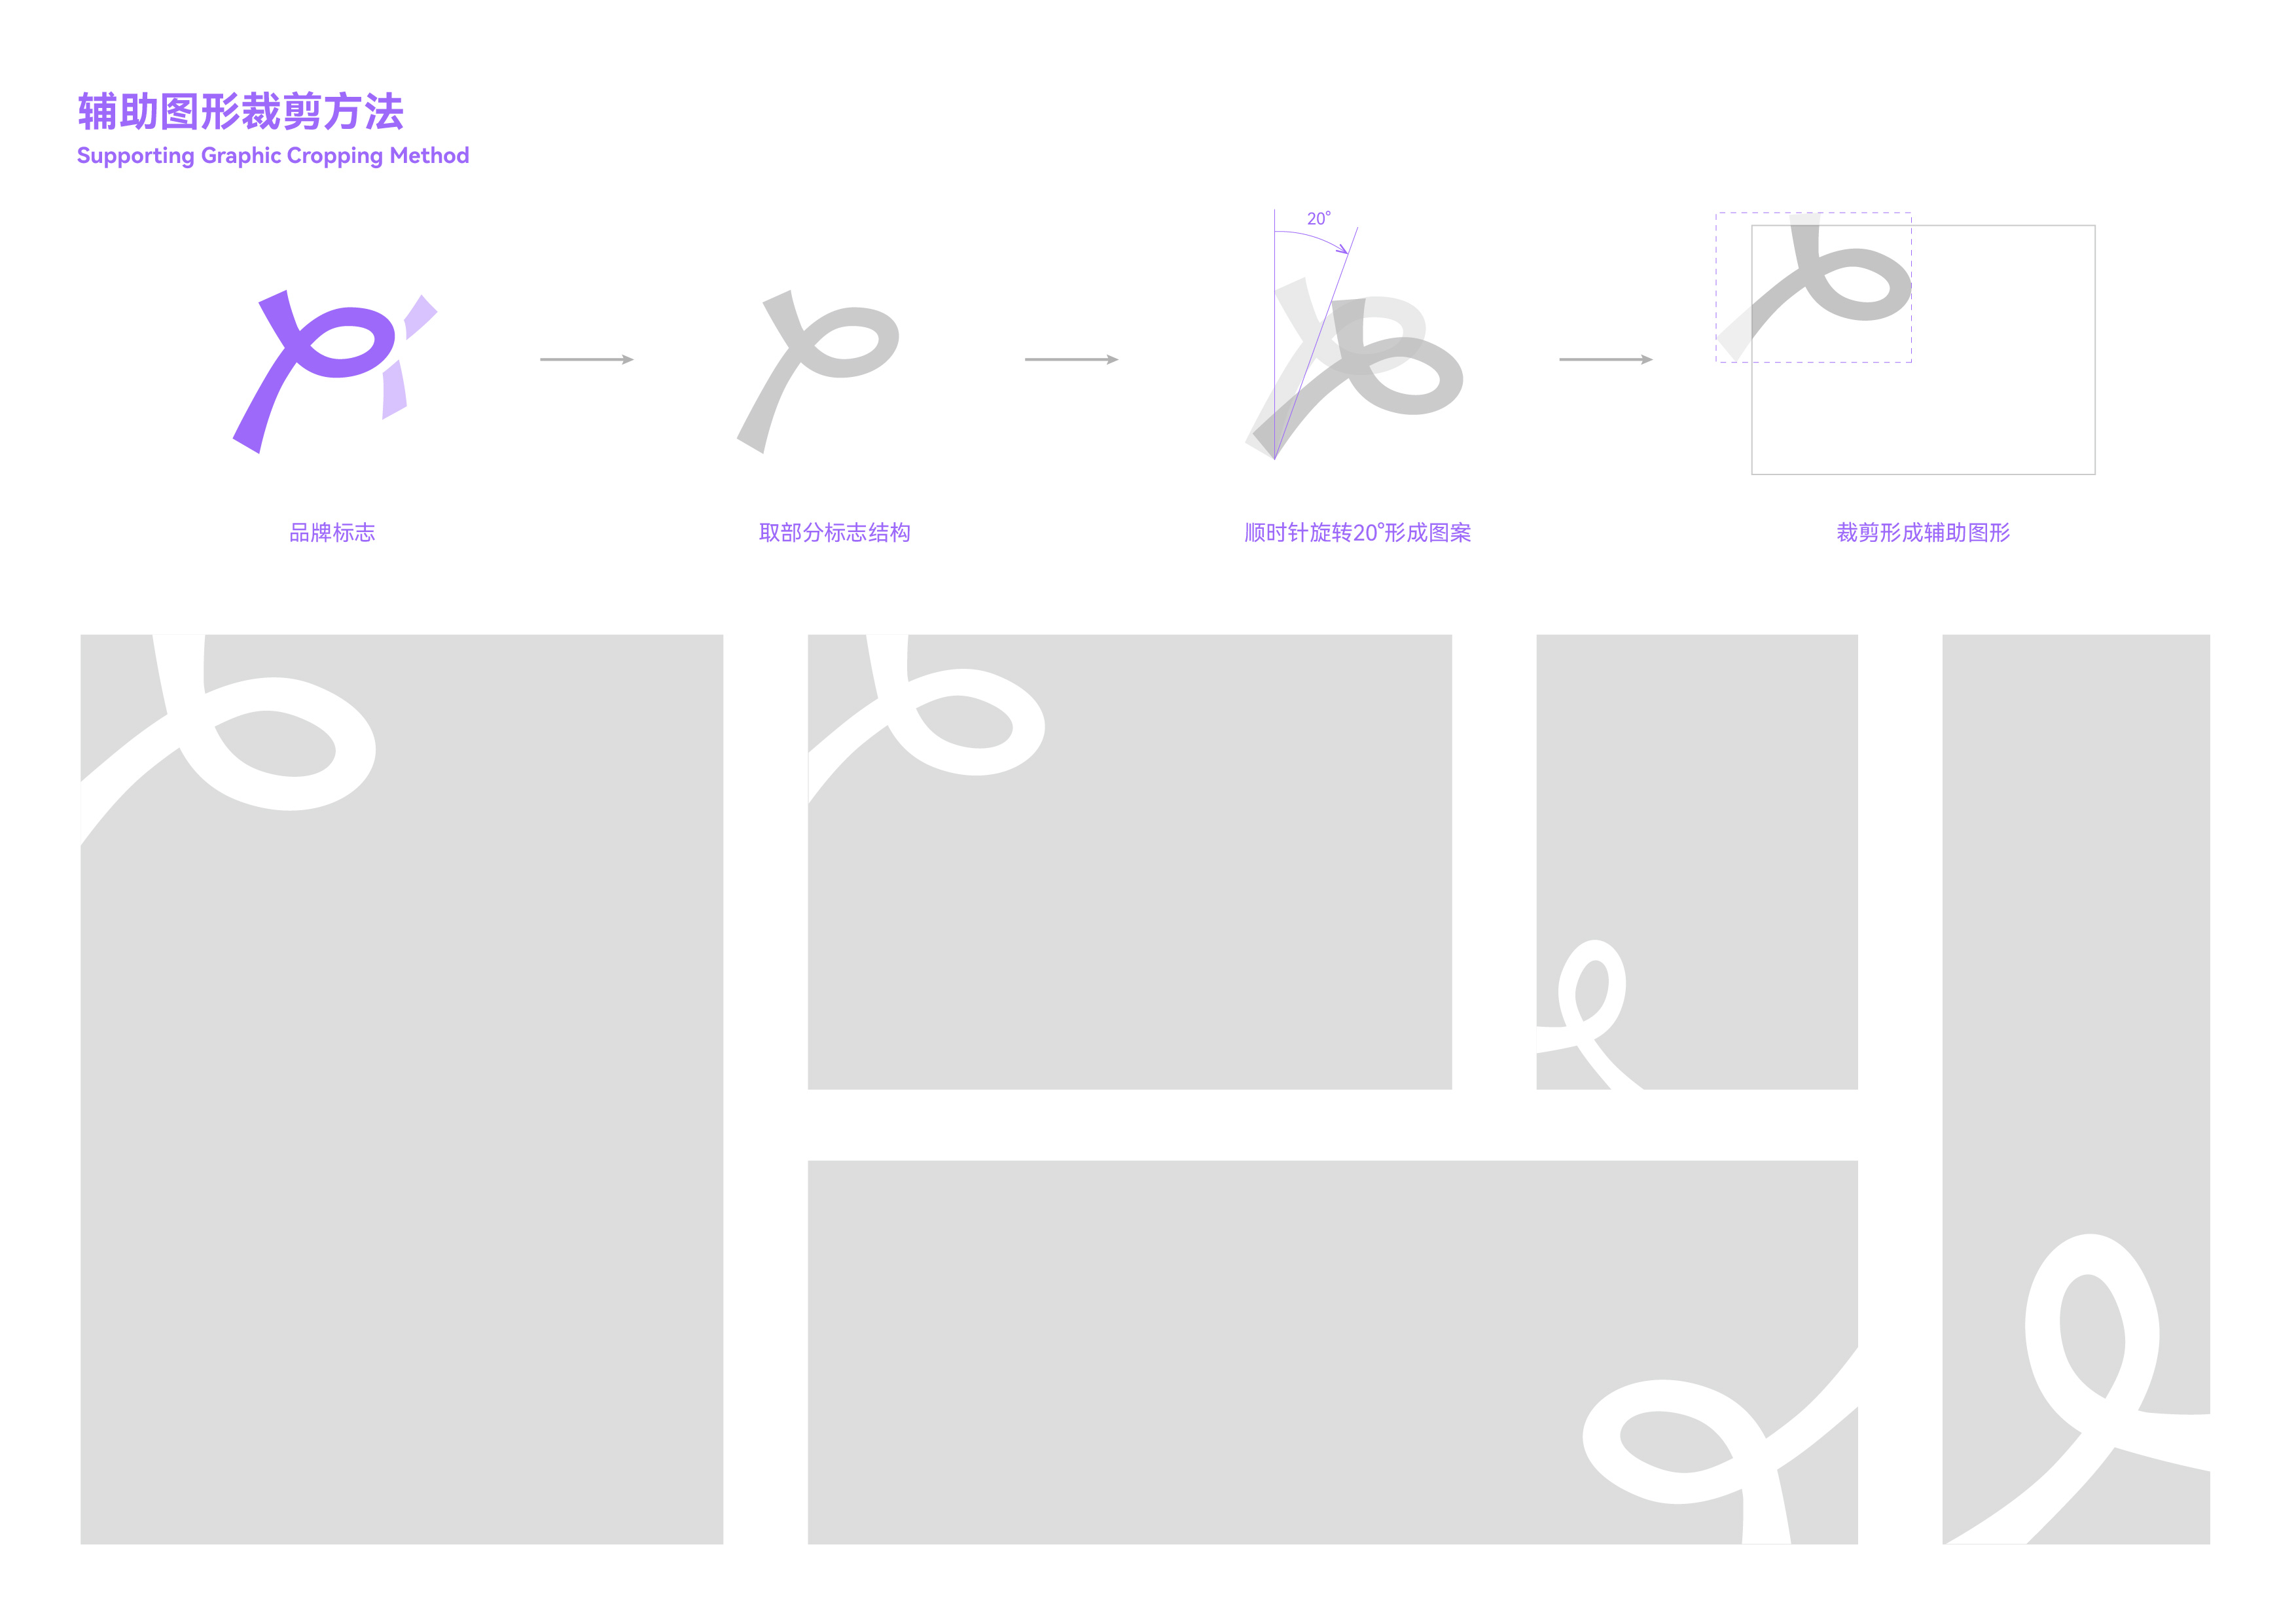 辅助图形裁剪方法
Supporting Graphic Cropping Method
20°
品牌标志
取部分标志结构
顺时针旋转20°形成图案
裁剪形成辅助图形